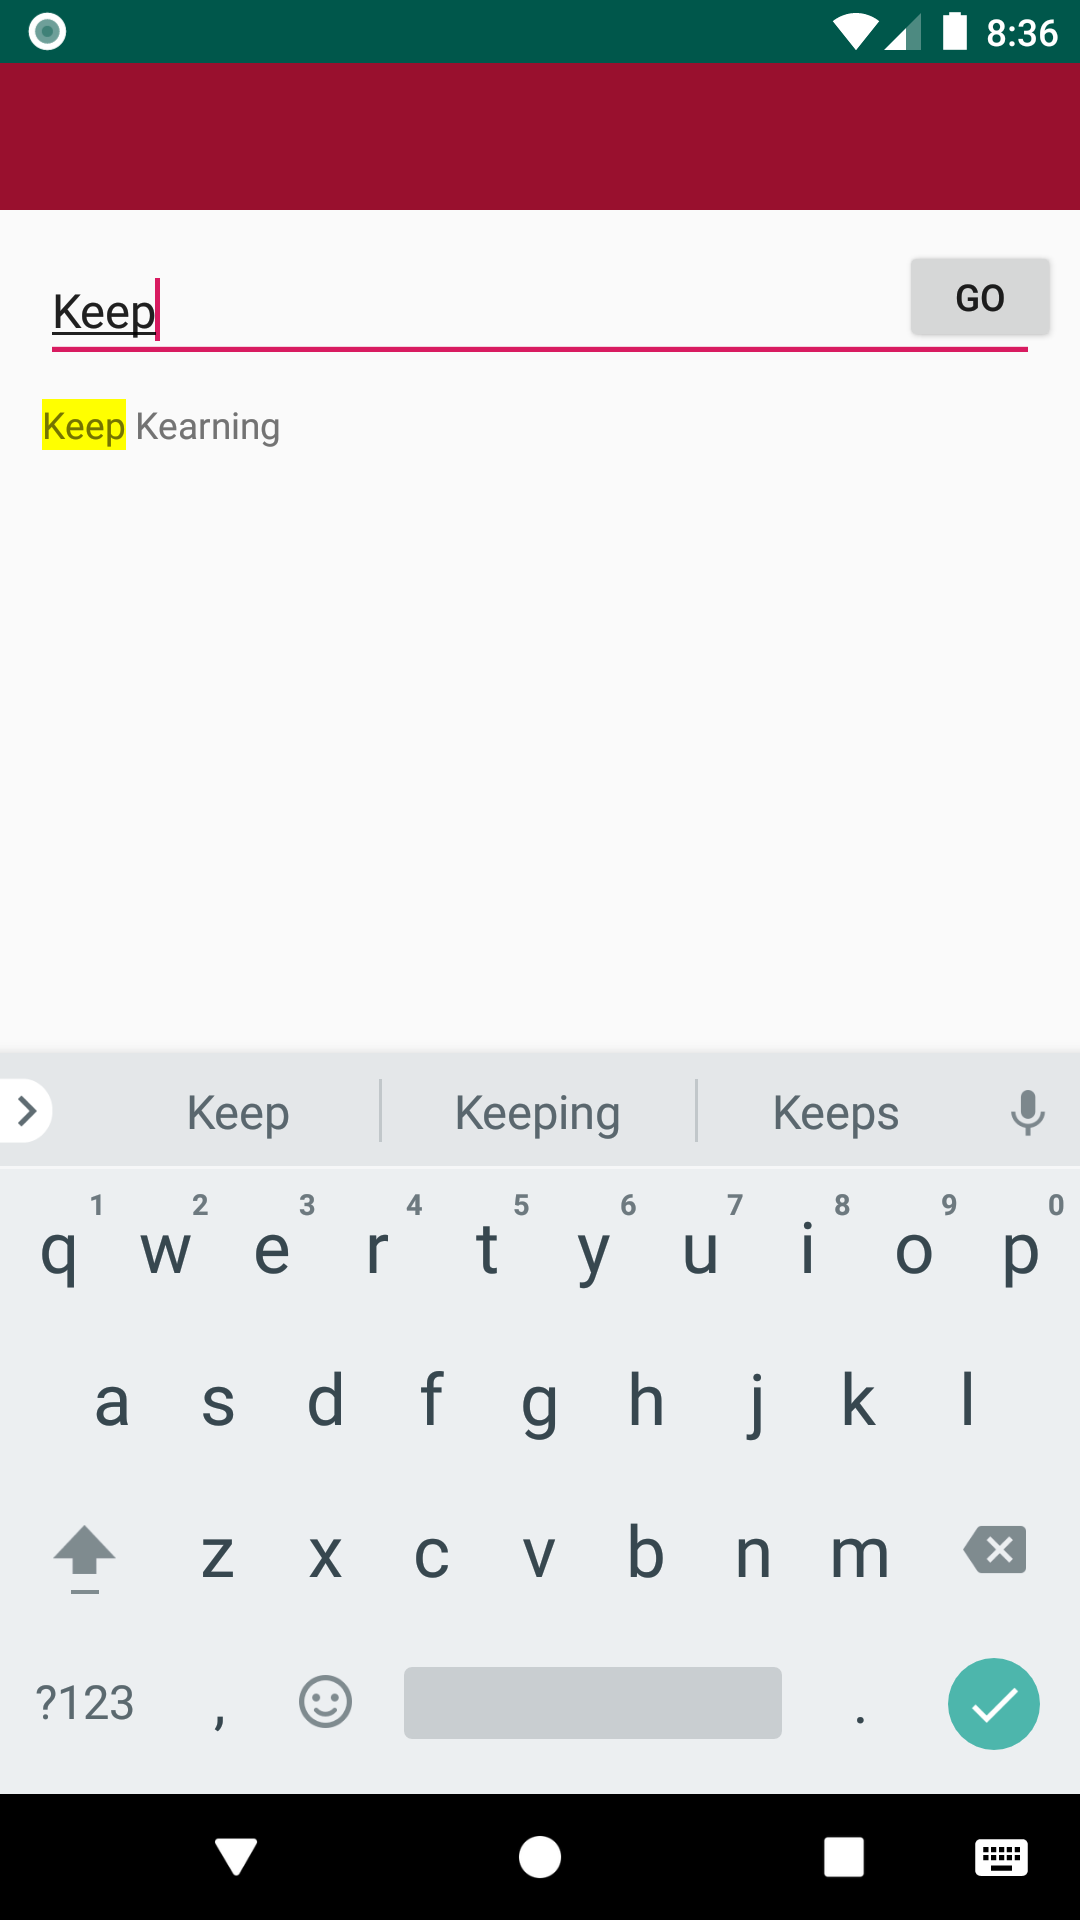 8:36
Keep
GO
Keep Kearning
Keep Keeping Keeps
1 2 3 4 5 6 7 8 9 0
q w e r t y u i o p
a s d f g h j k l
z x c v b n m
?123 , .